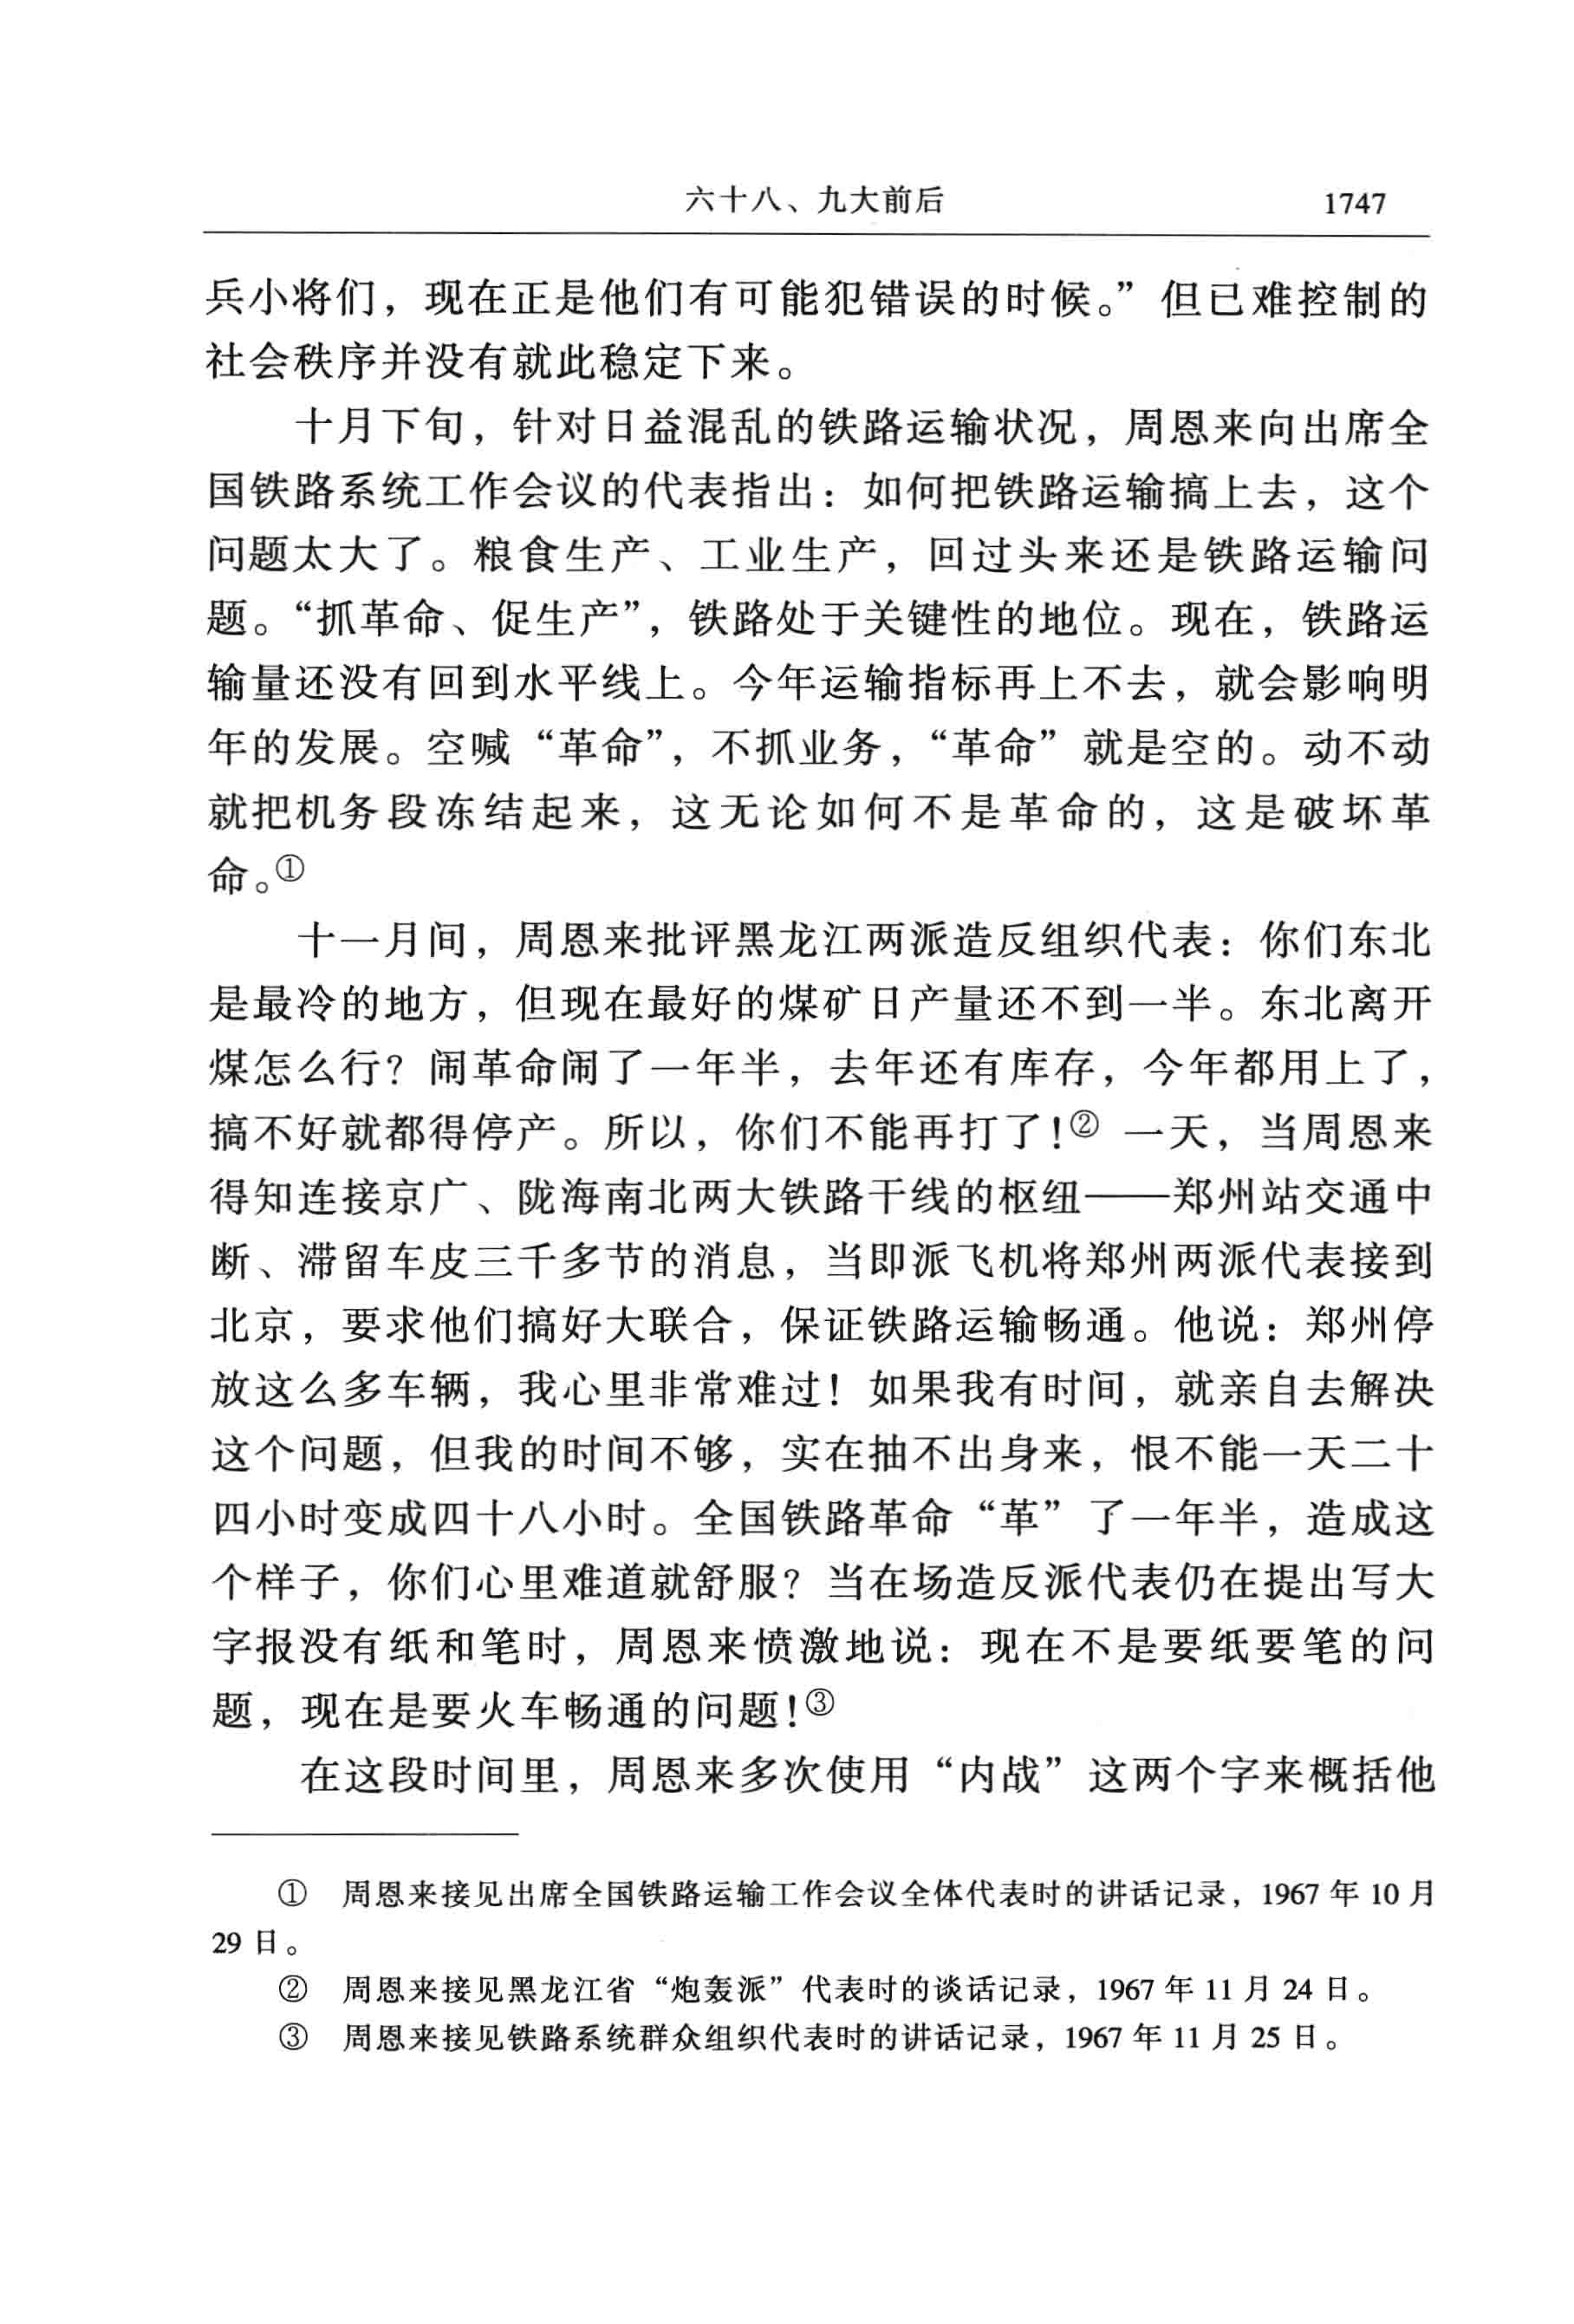 六十八、九大前后 1747
兵小将们，现在正是他们有可能犯错误的时候。”但已难控制的
社会秩序并没有就此稳定下来。
十月下旬，针对日益混乱的铁路运输状况，周恩来向出席全
国铁路系统工作会议的代表指出：如何把铁路运输搞上去，这个
问题太大了。粮食生产、工业生产，回过头来还是铁路运输问
题。“抓革命、促生产”，铁路处于关键性的地位。现在，铁路运
输量还没有回到水平线上。今年运输指标再上不去，就会影响明
年的发展。空喊“革命”，不抓业务，“革命”就是空的。动不动
就把机务段冻结起来，这无论如何不是革命的，这是破坏革
命。①
十一月间，周恩来批评黑龙江两派造反组织代表：你们东北
是最冷的地方，但现在最好的煤矿日产量还不到一半。东北离开
煤怎么行？闹革命闹了一年半，去年还有库存，今年都用上了，
搞不好就都得停产。所以，你们不能再打了！② 一天，当周恩来
得知连接京广、陇海南北两大铁路干线的枢纽——郑州站交通中
断、滞留车皮三千多节的消息，当即派飞机将郑州两派代表接到
北京，要求他们搞好大联合，保证铁路运输畅通。他说：郑州停
放这么多车辆，我心里非常难过！如果我有时间，就亲自去解决
这个问题，但我的时间不够，实在抽不出身来，恨不能一天二十
四小时变成四十八小时。全国铁路革命“革”了一年半，造成这
个样子，你们心里难道就舒服？当在场造反派代表仍在提出写大
字报没有纸和笔时，周恩来愤激地说：现在不是要纸要笔的问
题，现在是要火车畅通的问题！③
在这段时间里，周恩来多次使用“内战”这两个字来概括他
① 周恩来接见出席全国铁路运输工作会议全体代表时的讲话记录，1967 年 10 月
29 日。
② 周恩来接见黑龙江省“炮轰派”代表时的谈话记录，1967 年 11 月 24 日。
③ 周恩来接见铁路系统群众组织代表时的讲话记录，1967 年 11 月 25 日。